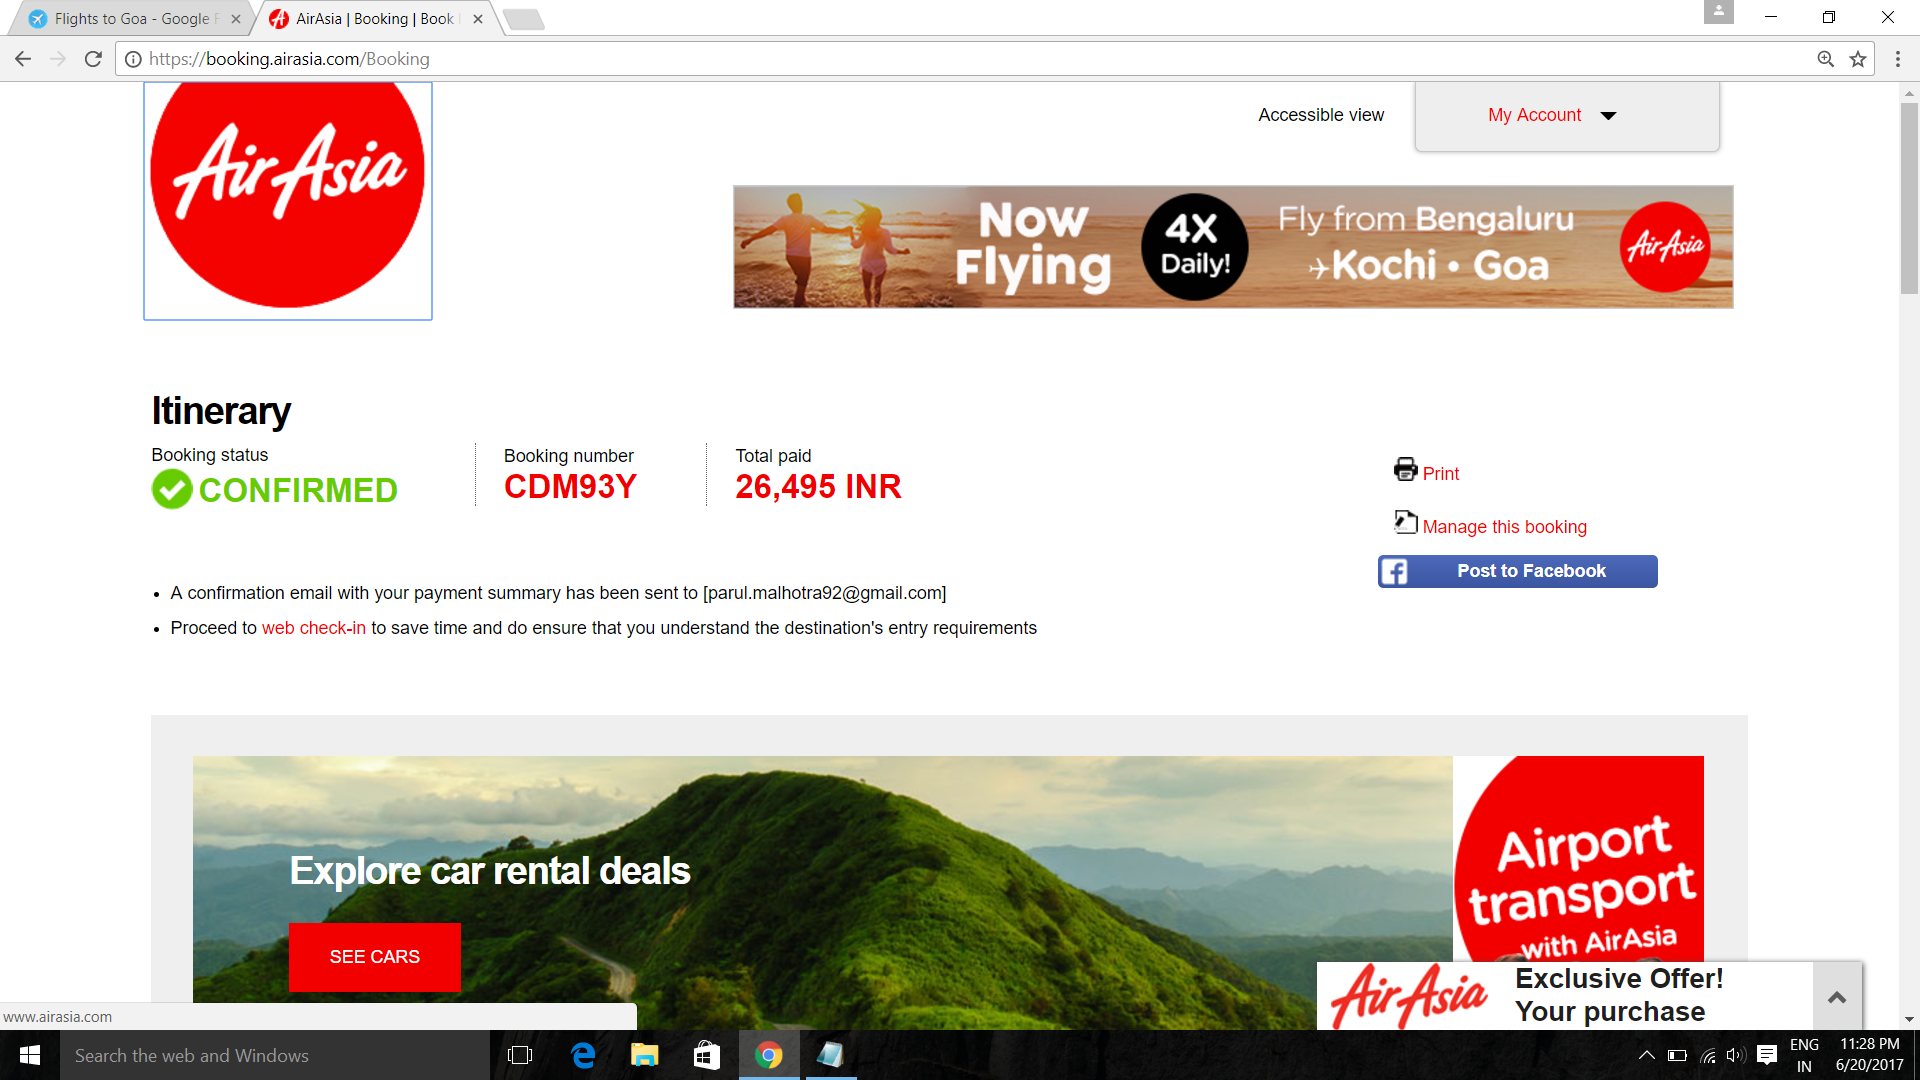 Flights to Goa - Google F
AirAsia | Booking | Book
https://booking.airasia.com/Booking
AirAsia
Accessible view
My Account
Now
Flying
4X
Daily!
Fly from Bengaluru
Kochi • Goa
AirAsia
Itinerary
Booking status
CONFIRMED
Booking number
CDM93Y
Total paid
26,495 INR
Print
Manage this booking
Post to Facebook
• A confirmation email with your payment summary has been sent to [parul.malhotra92@gmail.com]
• Proceed to web check-in to save time and do ensure that you understand the destination's entry requirements
Explore car rental deals
SEE CARS
Airport
transport
with AirAsia
AirAsia
Exclusive Offer!
Your purchase
www.airasia.com
Search the web and Windows
ENG
IN
11:28 PM
6/20/2017